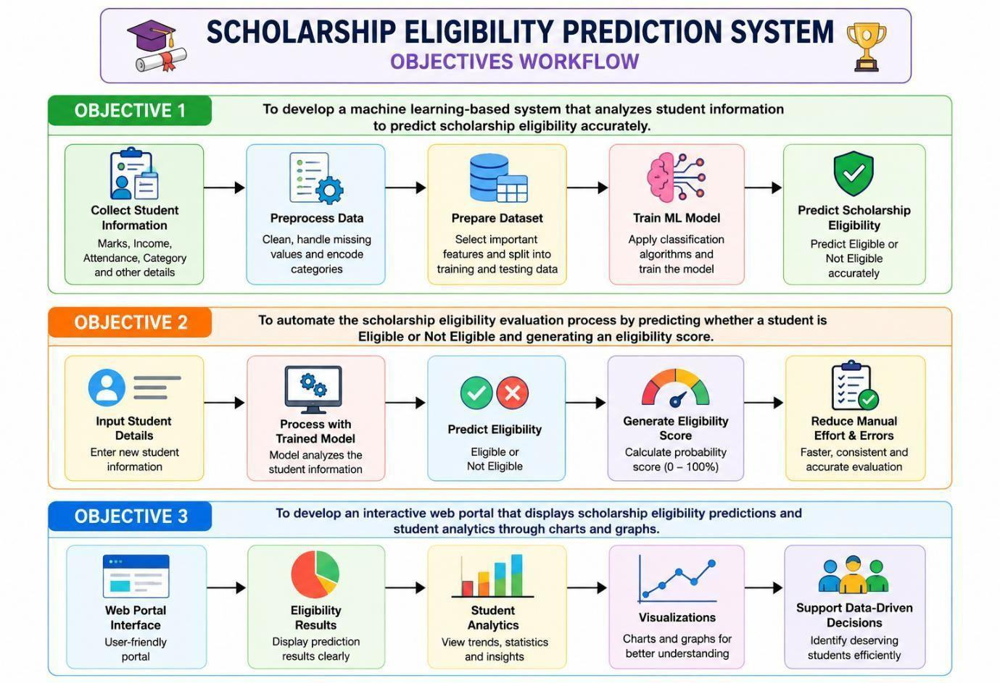 SCHOLARSHIP ELIGIBILITY PREDICTION SYSTEM
OBJECTIVES WORKFLOW
OBJECTIVE 1
To develop a machine learning-based system that analyzes student information
to predict scholarship eligibility accurately.
Collect Student
Information
Marks, Income,
Attendance, Category
and other details
Preprocess Data
Clean, handle missing
values and encode
categories
Prepare Dataset
Select important
features and split into
training and testing data
Train ML Model
Apply classification
algorithms and
train the model
Predict Scholarship
Eligibility
Predict Eligible or
Not Eligible
accurately
OBJECTIVE 2
To automate the scholarship eligibility evaluation process by predicting whether a student is
Eligible or Not Eligible and generating an eligibility score.
Input Student
Details
Enter new student
information
Process with
Trained Model
Model analyzes the
student information
Predict Eligibility
Eligible or
Not Eligible
Generate Eligibility
Score
Calculate probability
score (0 – 100%)
Reduce Manual
Effort & Errors
Faster, consistent and
accurate evaluation
OBJECTIVE 3
To develop an interactive web portal that displays scholarship eligibility predictions and
student analytics through charts and graphs.
Web Portal
Interface
User-friendly
portal
Eligibility
Results
Display prediction
results clearly
Student
Analytics
View trends, statistics
and insights
Visualizations
Charts and graphs for
better understanding
Support Data-Driven
Decisions
Identify deserving
students efficiently